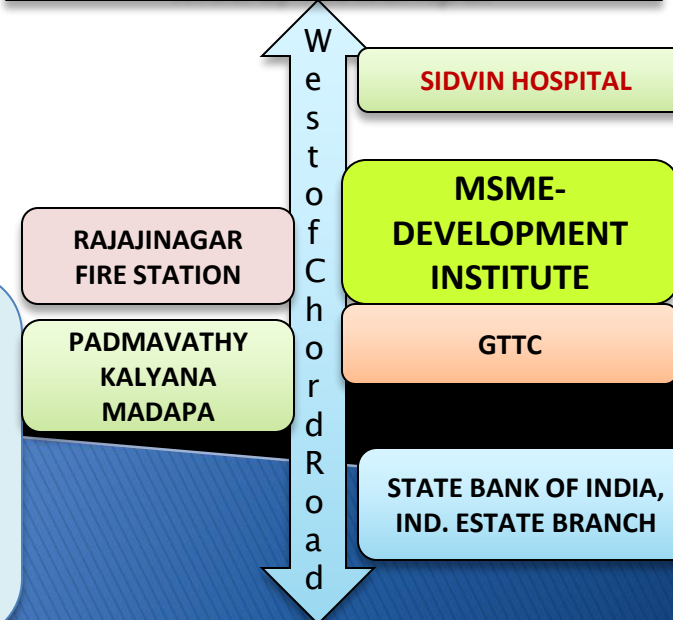 West of Chord Road
SIDVIN HOSPITAL
MSME-
DEVELOPMENT
INSTITUTE
RAJAJINAGAR
FIRE STATION
PADMAVATHY
KALYANA
MADAPA
GTTC
STATE BANK OF INDIA,
IND. ESTATE BRANCH